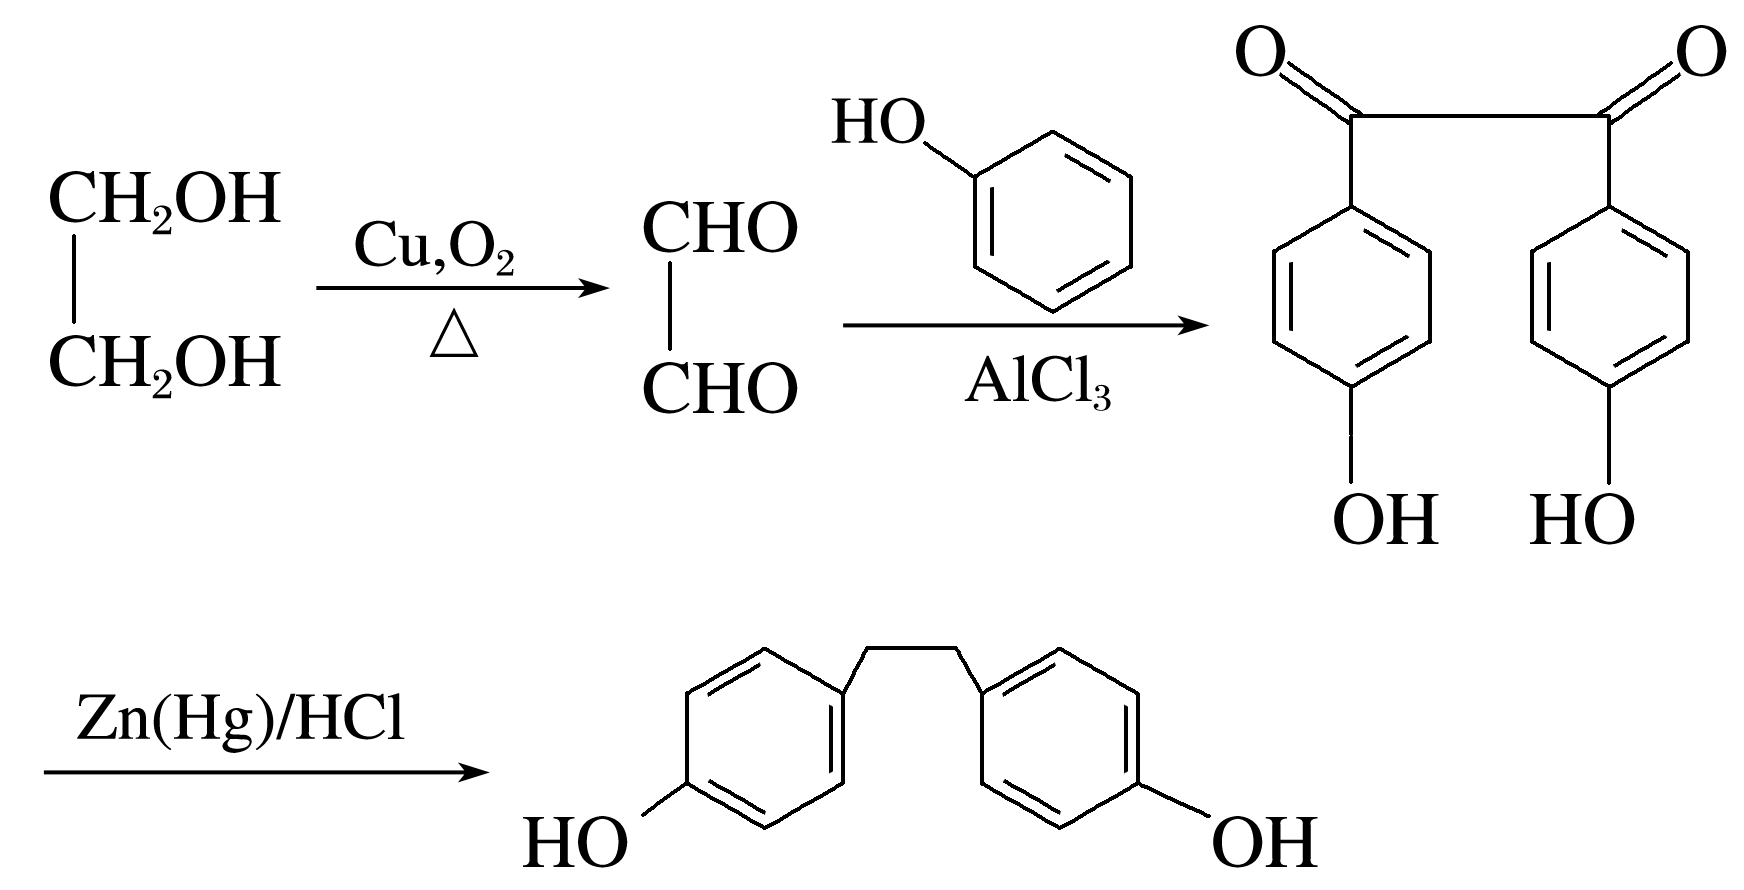 CH₂OH
CH₂OH
Cu,O₂
△
CHO
CHO
HO
AlCl₃
O
O
OH
HO
Zn(Hg)/HCl
HO
OH